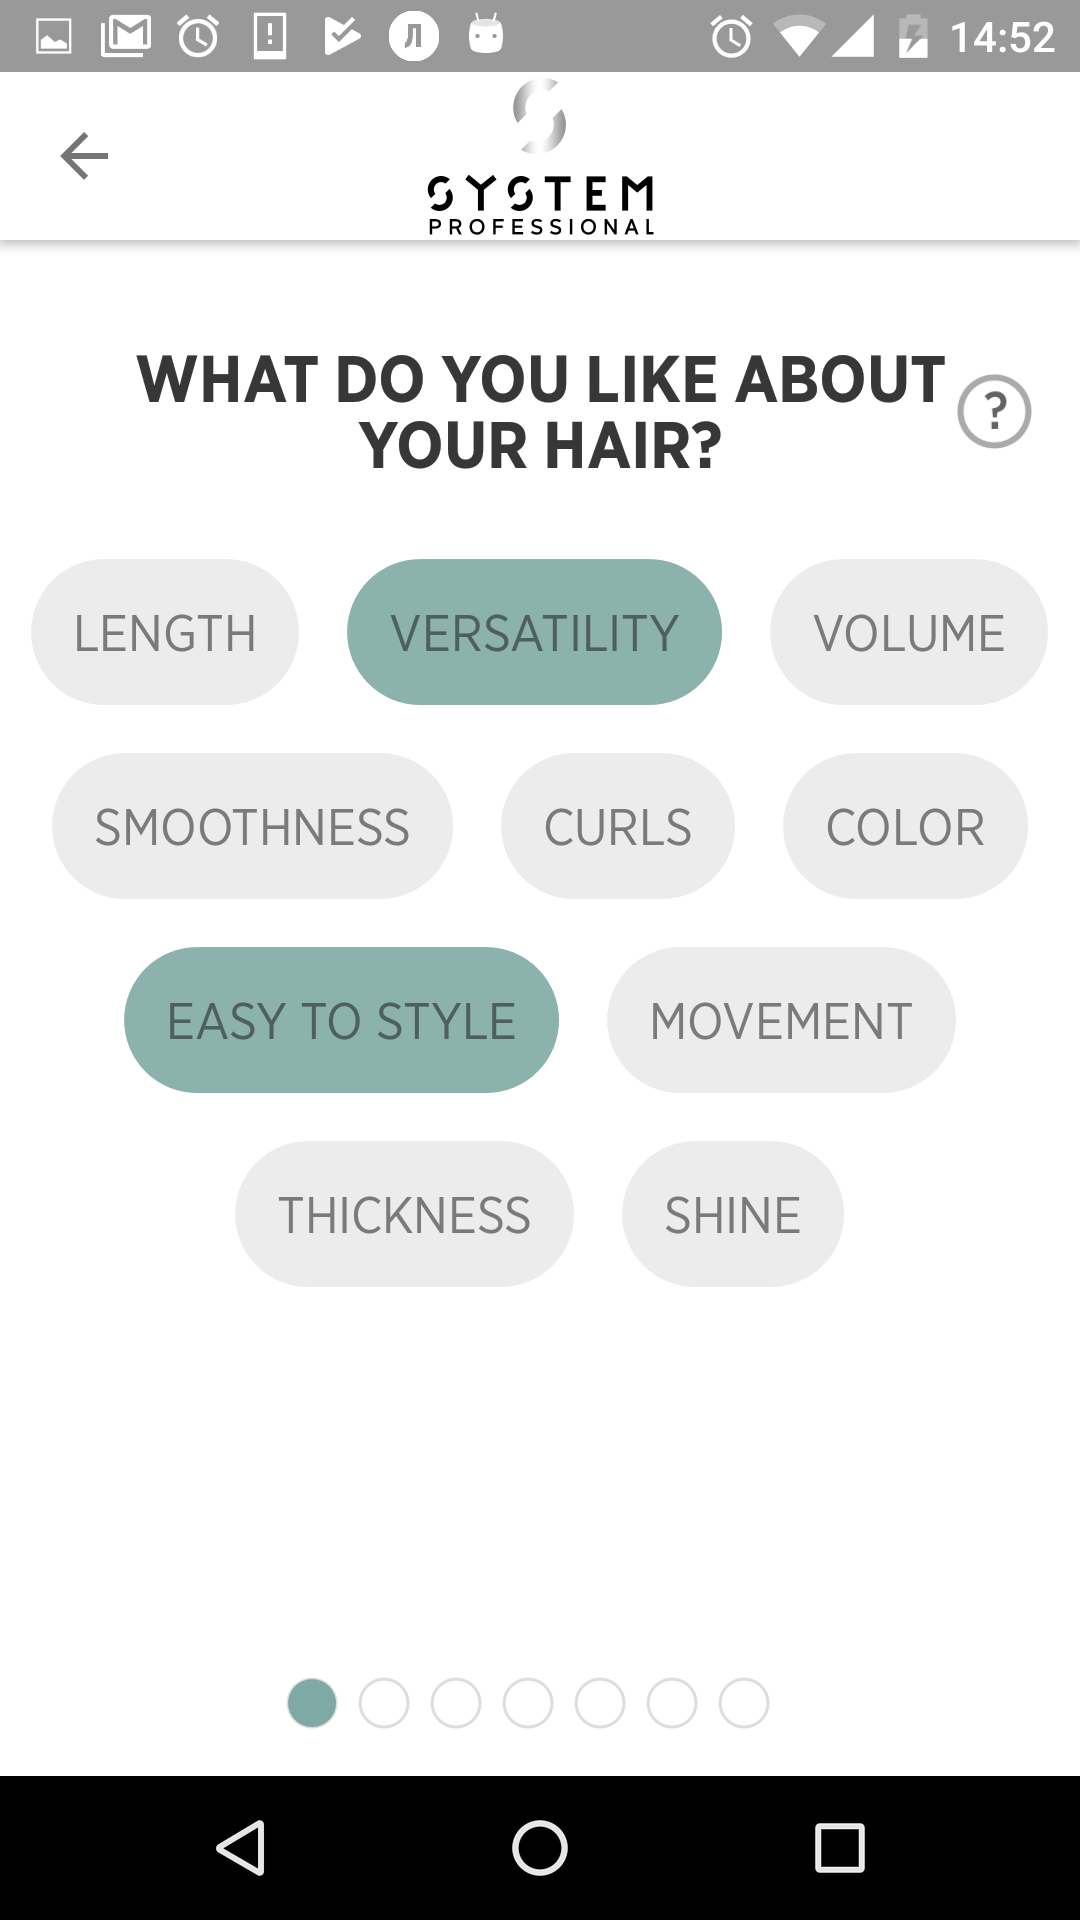 14:52
SYSTEM
PROFESSIONAL
WHAT DO YOU LIKE ABOUT
YOUR HAIR?
?
LENGTH VERSATILITY VOLUME
SMOOTHNESS CURLS COLOR
EASY TO STYLE MOVEMENT
THICKNESS SHINE